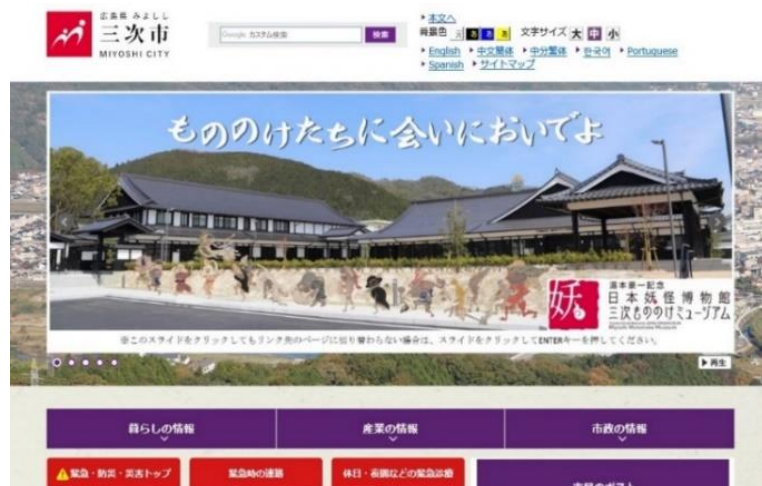 広島県 みよしし
三次市
MIYOSHI CITY
Google カスタム検索
検索
本文へ
背景色 元 あ あ あ 文字サイズ 大 中 小
English 中文簡体 中分繁体 한국어 Portuguese
Spanish サイトマップ
もののけたちに会いにおいでよ
妖
湯本豪一記念
日本妖怪博物館
三次もののけミュージアム
※このスライドをクリックしてもリンク先のページに切り替わらない場合は、スライドをクリックしてENTERキーを押してください。
再生
暮らしの情報
産業の情報
市政の情報
緊急・防災・災害トップ
緊急時の連絡
休日・夜間などの緊急診療